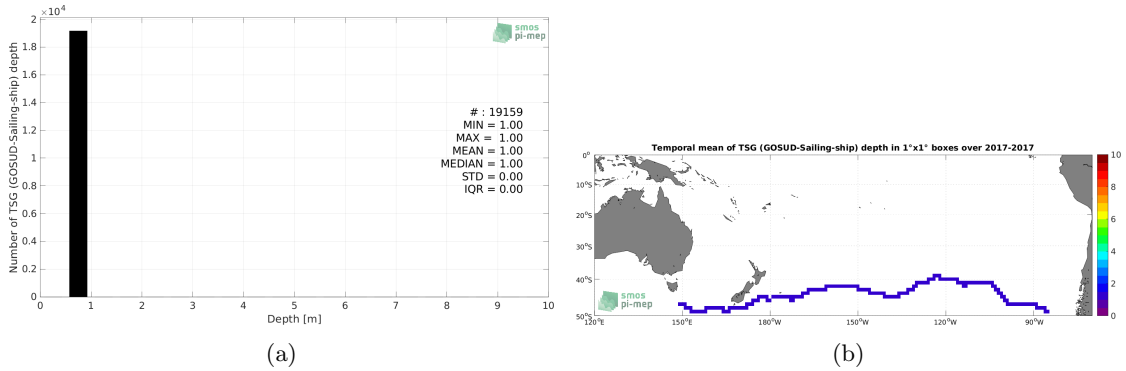 2 ×10⁴
1.8
1.6
1.4
1.2
1
0.8
0.6
0.4
0.2
0
Number of TSG (GOSUD-Sailing-ship) depth
smos
pi-mep
# : 19159
MIN = 1.00
MAX = 1.00
MEAN = 1.00
MEDIAN = 1.00
STD = 0.00
IQR = 0.00
0 1 2 3 4 5 6 7 8 9 10
Depth [m]
(a)
Temporal mean of TSG (GOSUD-Sailing-ship) depth in 1°x1° boxes over 2017-2017
0°
10°S
20°S
30°S
40°S
50°S
smos
pi-mep
120°E 150°E 180°W 150°W 120°W 90°W
10
8
6
4
2
0
(b)